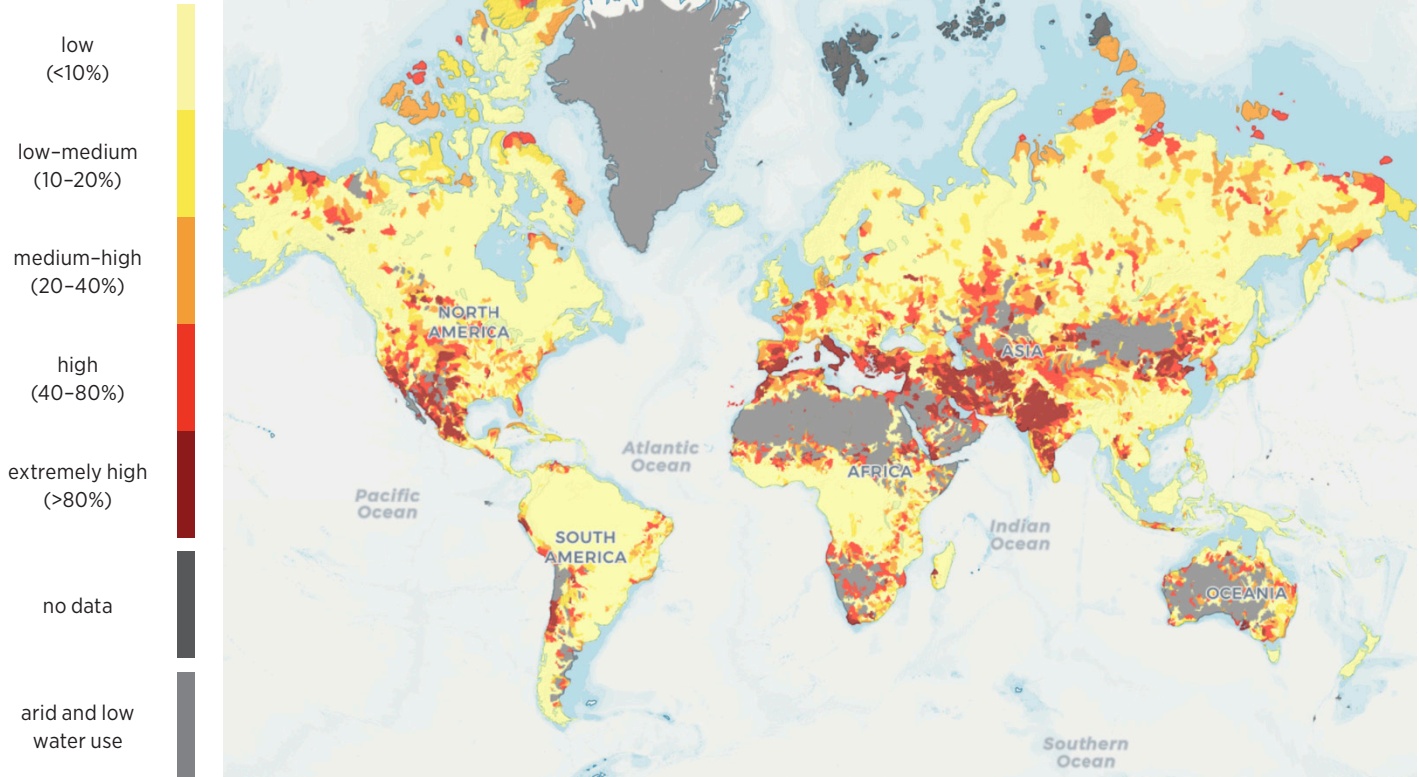 low
(<10%)
low–medium
(10–20%)
medium–high
(20–40%)
high
(40–80%)
extremely high
(>80%)
no data
arid and low
water use
NORTH
AMERICA
ASIA
Atlantic
Ocean
AFRICA
Pacific
Ocean
Indian
Ocean
SOUTH
AMERICA
OCEANIA
Southern
Ocean